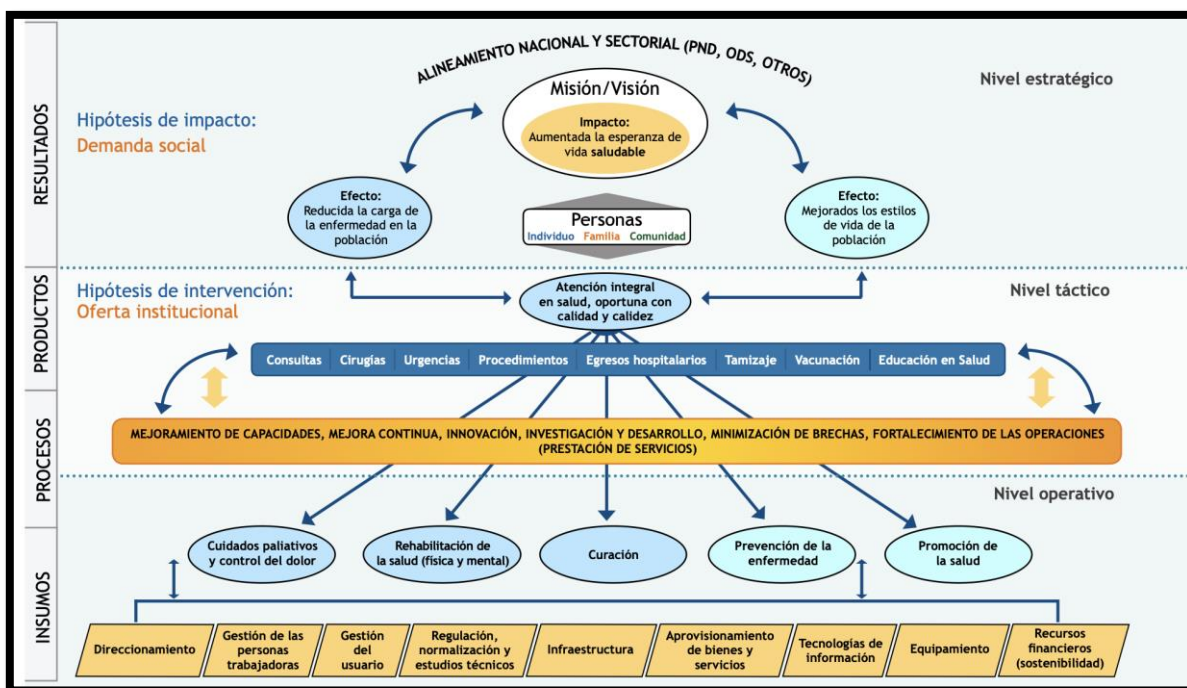 RESULTADOS
PRODUCTOS
PROCESOS
INSUMOS
ALINEAMIENTO NACIONAL Y SECTORIAL (PND, ODS, OTROS)
Nivel estratégico
Misión/Visión
Impacto:
Aumentada la esperanza de
vida saludable
Hipótesis de impacto:
Demanda social
Efecto:
Reducida la carga de
la enfermedad en la
población
Personas
Individuo Familia Comunidad
Efecto:
Mejorados los estilos
de vida de la
población
Hipótesis de intervención:
Oferta institucional
Atención integral
en salud, oportuna con
calidad y calidez
Nivel táctico
Consultas
Cirugías
Urgencias
Procedimientos
Egresos hospitalarios
Tamizaje
Vacunación
Educación en Salud
MEJORAMIENTO DE CAPACIDADES, MEJORA CONTINUA, INNOVACIÓN, INVESTIGACIÓN Y DESARROLLO, MINIMIZACIÓN DE BRECHAS, FORTALECIMIENTO DE LAS OPERACIONES
(PRESTACIÓN DE SERVICIOS)
Nivel operativo
Cuidados paliativos
y control del dolor
Rehabilitación de
la salud (física y mental)
Curación
Prevención de la
enfermedad
Promoción de
la salud
Direccionamiento
Gestión de las
personas
trabajadoras
Gestión
del
usuario
Regulación,
normalización y
estudios técnicos
Infraestructura
Aprovisionamiento
de bienes y
servicios
Tecnologías de
información
Equipamiento
Recursos
financieros
(sostenibilidad)